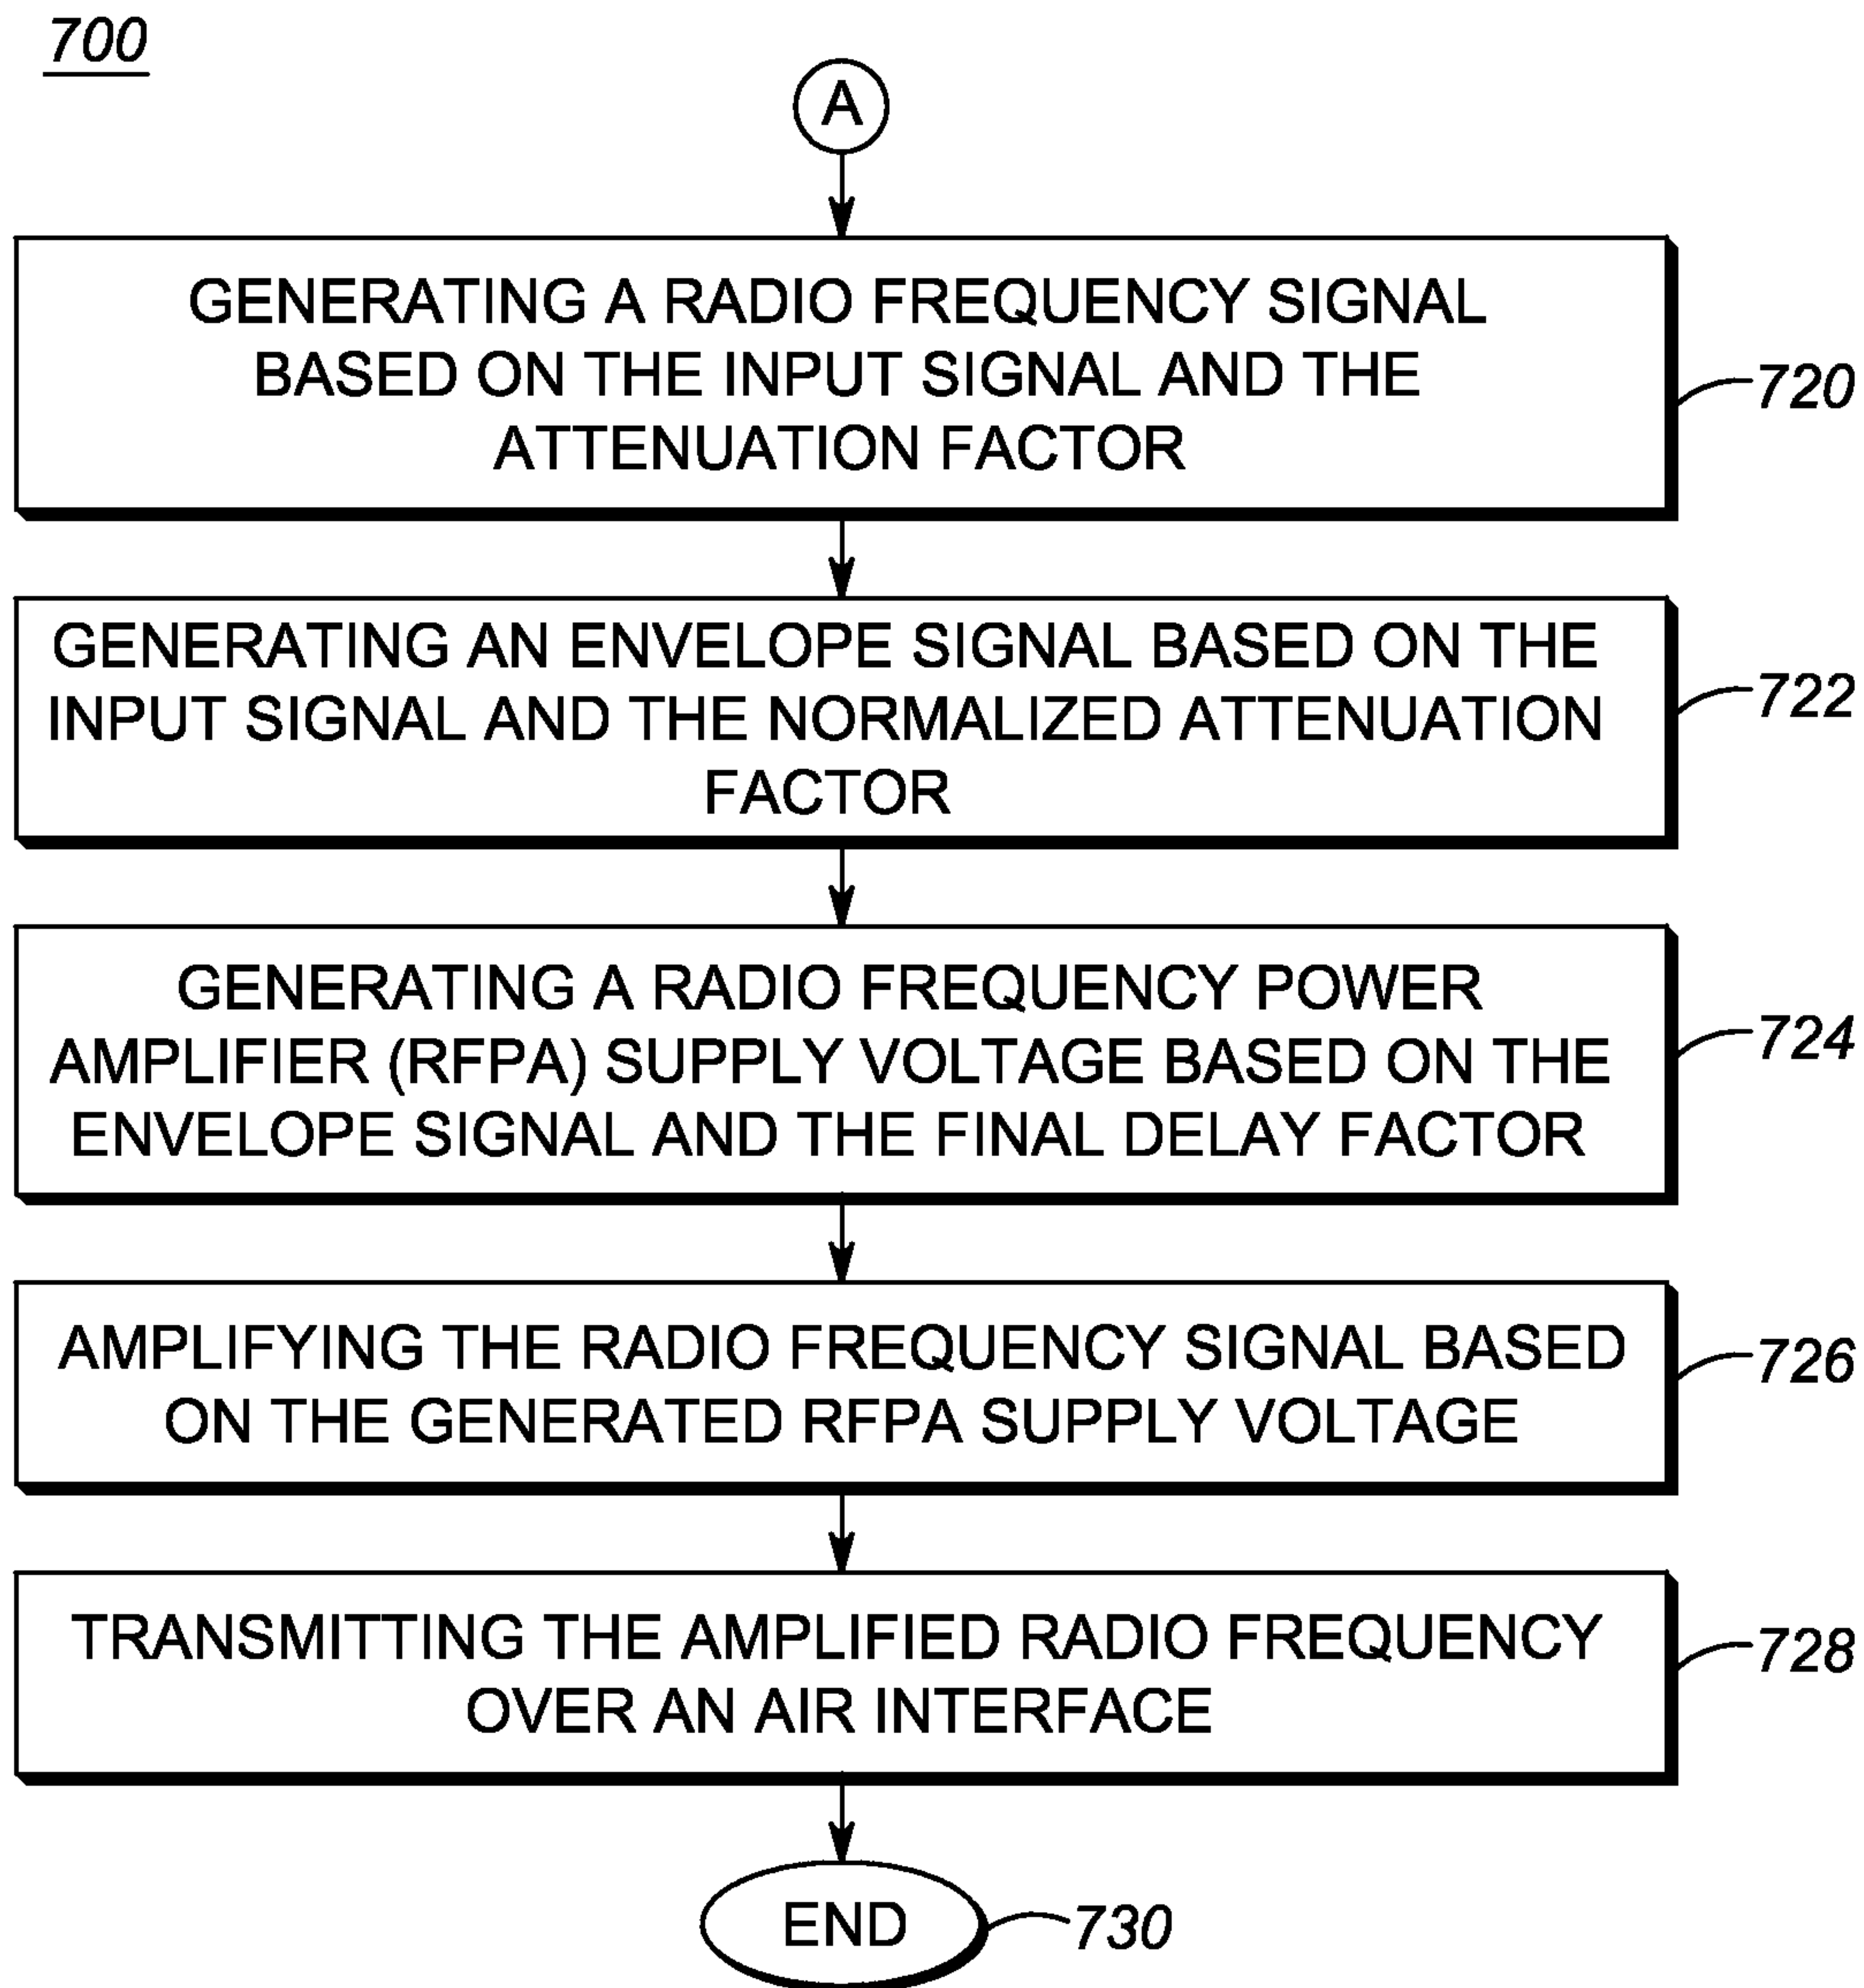 700
A
GENERATING A RADIO FREQUENCY SIGNAL
BASED ON THE INPUT SIGNAL AND THE
ATTENUATION FACTOR
720
GENERATING AN ENVELOPE SIGNAL BASED ON THE
INPUT SIGNAL AND THE NORMALIZED ATTENUATION
FACTOR
722
GENERATING A RADIO FREQUENCY POWER
AMPLIFIER (RFPA) SUPPLY VOLTAGE BASED ON THE
ENVELOPE SIGNAL AND THE FINAL DELAY FACTOR
724
AMPLIFYING THE RADIO FREQUENCY SIGNAL BASED
ON THE GENERATED RFPA SUPPLY VOLTAGE
726
TRANSMITTING THE AMPLIFIED RADIO FREQUENCY
OVER AN AIR INTERFACE
728
END
730